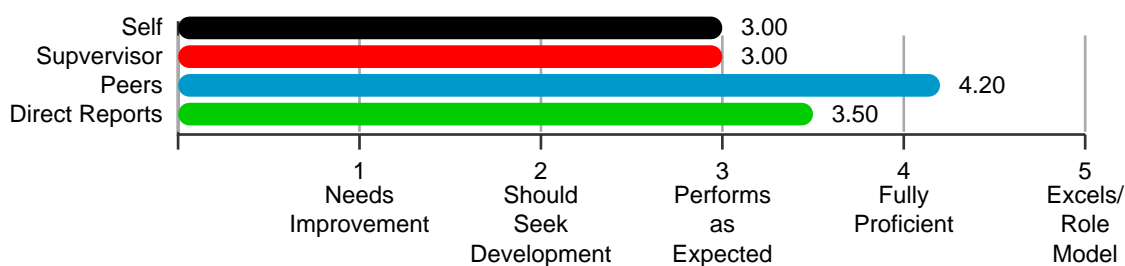 Self 3.00
Supvervisor 3.00
Peers 4.20
Direct Reports 3.50
1 2 3 4 5
Needs Should Performs Fully Excels/
Improvement Seek as Proficient Role
Development Expected Model